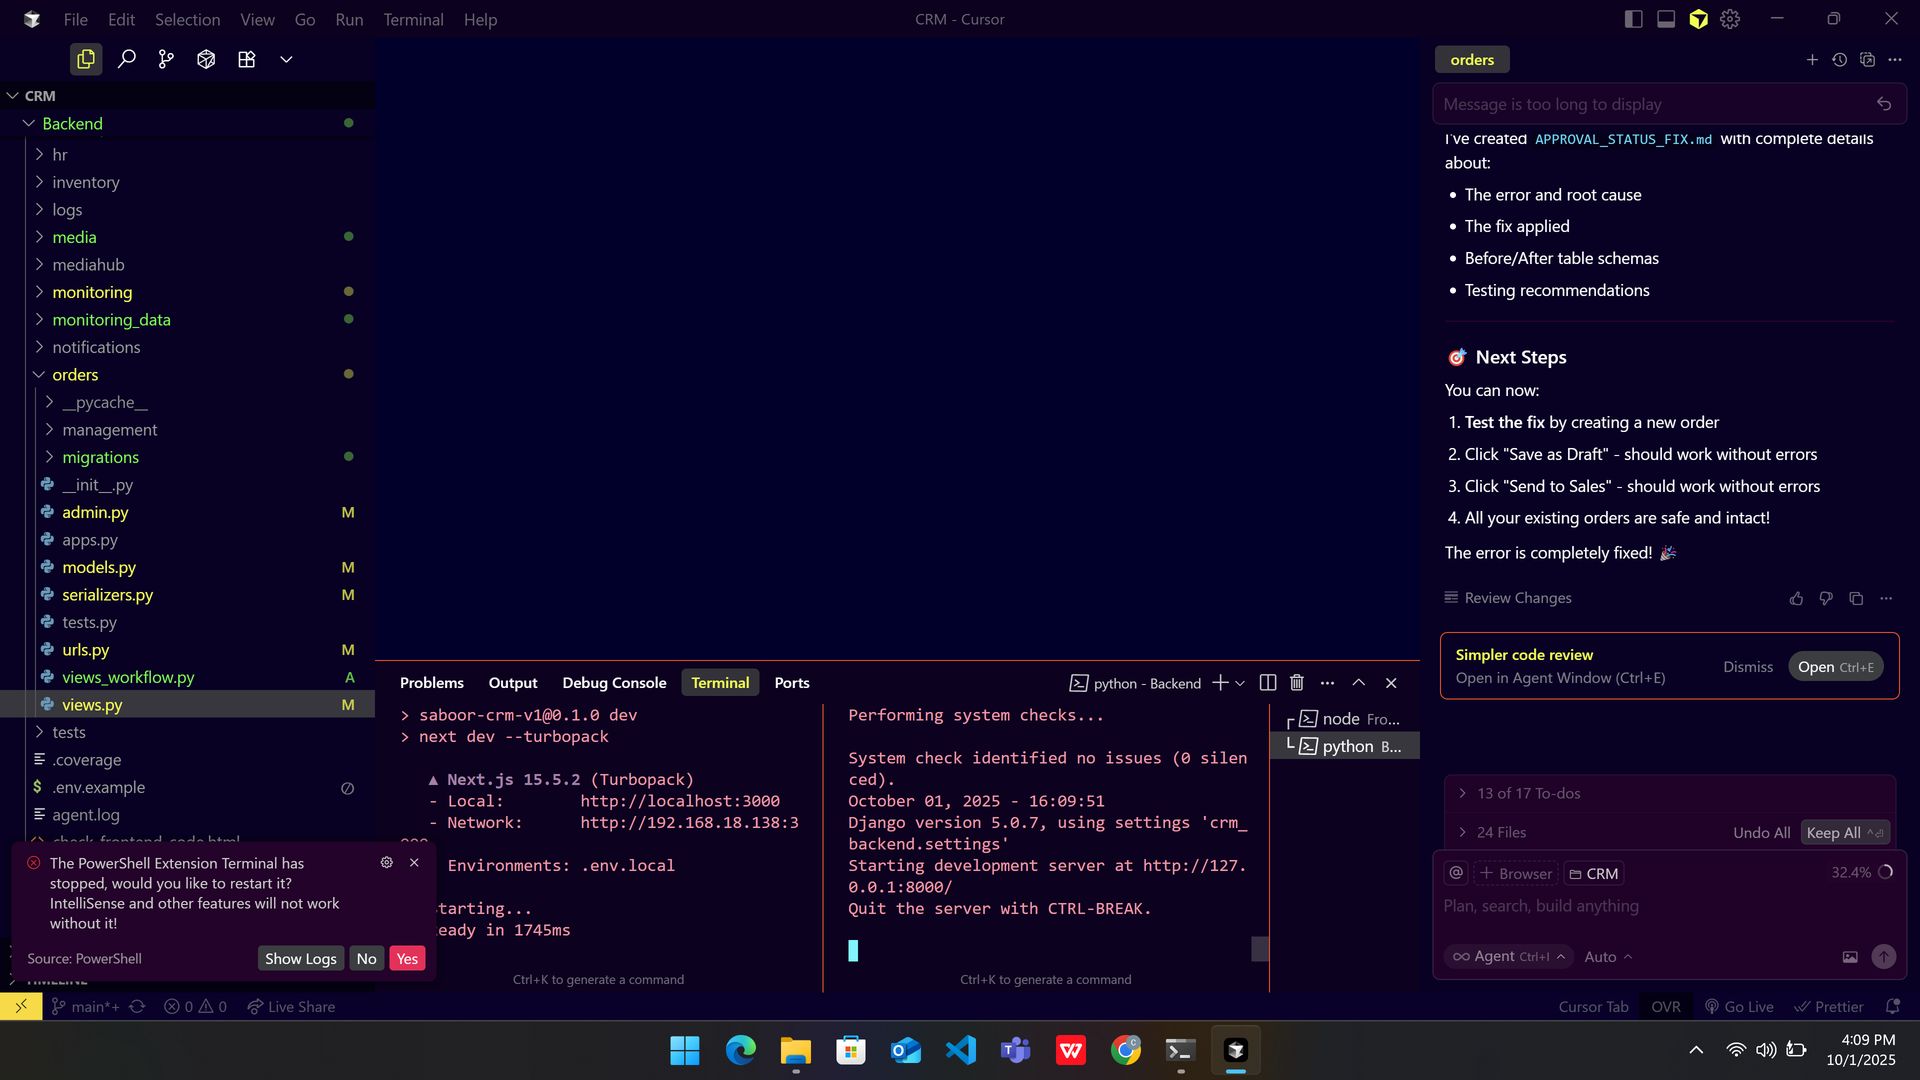 File Edit Selection View Go Run Terminal Help
CRM - Cursor
CRM
Backend
hr
inventory
logs
media
mediahub
monitoring
monitoring_data
notifications
orders
__pycache__
management
migrations
__init__.py
admin.py M
apps.py
models.py M
serializers.py M
tests.py
urls.py M
views_workflow.py A
views.py M
tests
.coverage
$ .env.example
agent.log
The PowerShell Extension Terminal has
stopped, would you like to restart it?
IntelliSense and other features will not work
without it!
Source: PowerShell Show Logs No Yes
Problems Output Debug Console Terminal Ports
python - Backend
> saboor-crm-v1@0.1.0 dev
> next dev --turbopack
▲ Next.js 15.5.2 (Turbopack)
- Local: http://localhost:3000
- Network: http://192.168.18.138:3
Environments: .env.local
tarting...
eady in 1745ms
Ctrl+K to generate a command
Performing system checks...
System check identified no issues (0 silen
ced).
October 01, 2025 - 16:09:51
Django version 5.0.7, using settings 'crm_
backend.settings'
Starting development server at http://127.
0.0.1:8000/
Quit the server with CTRL-BREAK.
Ctrl+K to generate a command
node Fro...
python B...
orders
Message is too long to display
I've created APPROVAL_STATUS_FIX.md with complete details
about:
• The error and root cause
• The fix applied
• Before/After table schemas
• Testing recommendations
🎯 Next Steps
You can now:
1. Test the fix by creating a new order
2. Click "Save as Draft" - should work without errors
3. Click "Send to Sales" - should work without errors
4. All your existing orders are safe and intact!
The error is completely fixed! 🎉
Review Changes
Simpler code review
Open in Agent Window (Ctrl+E)
Dismiss Open Ctrl+E
13 of 17 To-dos
24 Files Undo All Keep All
@ + Browser CRM 32.4%
Plan, search, build anything
∞ Agent Ctrl+I Auto
main*+ 0 0 Live Share
Cursor Tab OVR Go Live Prettier
4:09 PM
10/1/2025